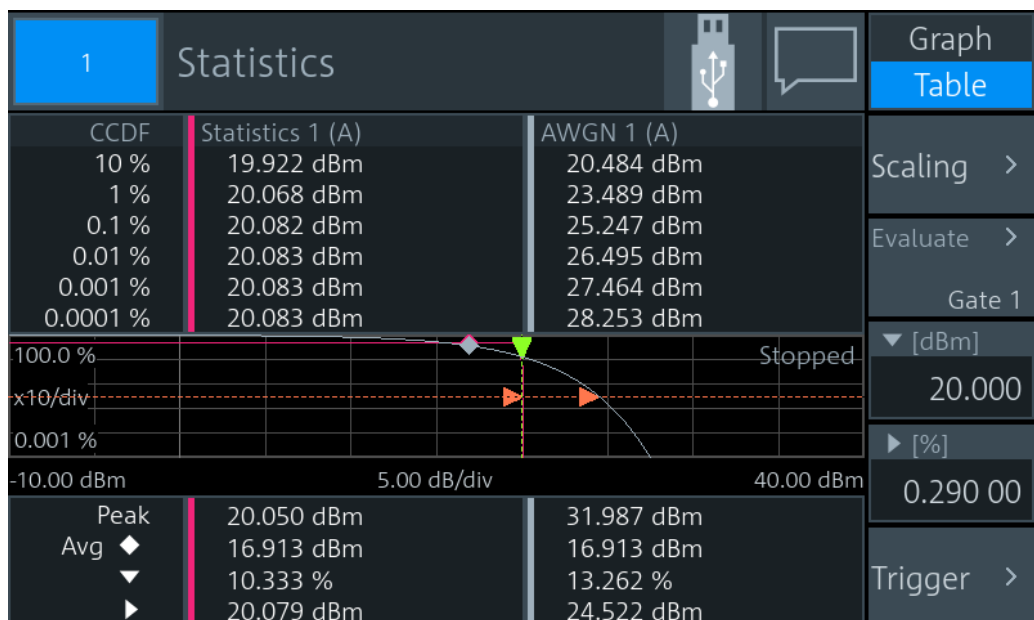 1 Statistics Graph
Table
CCDF Statistics 1 (A) AWGN 1 (A)
10 % 19.922 dBm 20.484 dBm
1 % 20.068 dBm 23.489 dBm
0.1 % 20.082 dBm 25.247 dBm
0.01 % 20.083 dBm 26.495 dBm
0.001 % 20.083 dBm 27.464 dBm
0.0001 % 20.083 dBm 28.253 dBm
100.0 % Stopped
x10/div
0.001 %
-10.00 dBm 5.00 dB/div 40.00 dBm
Peak 20.050 dBm 31.987 dBm
Avg 16.913 dBm 16.913 dBm
10.333 % 13.262 %
20.079 dBm 24.522 dBm
Scaling >
Evaluate >
Gate 1
[dBm]
20.000
[%]
0.290 00
Trigger >